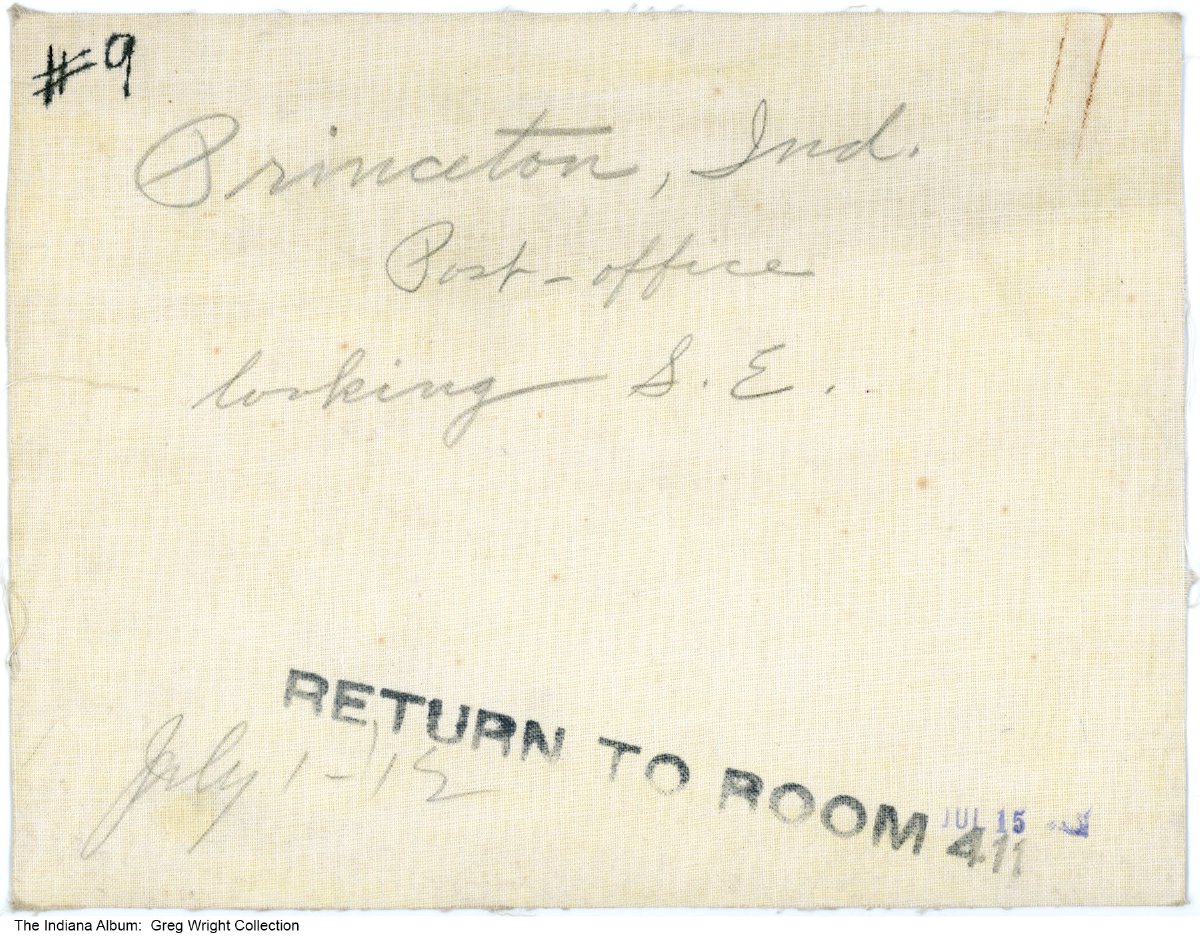 #9
Princeton, Ind.
Post-office
looking S. E.
RETURN TO ROOM 411
July 1-12
JUL 15
The Indiana Album: Greg Wright Collection